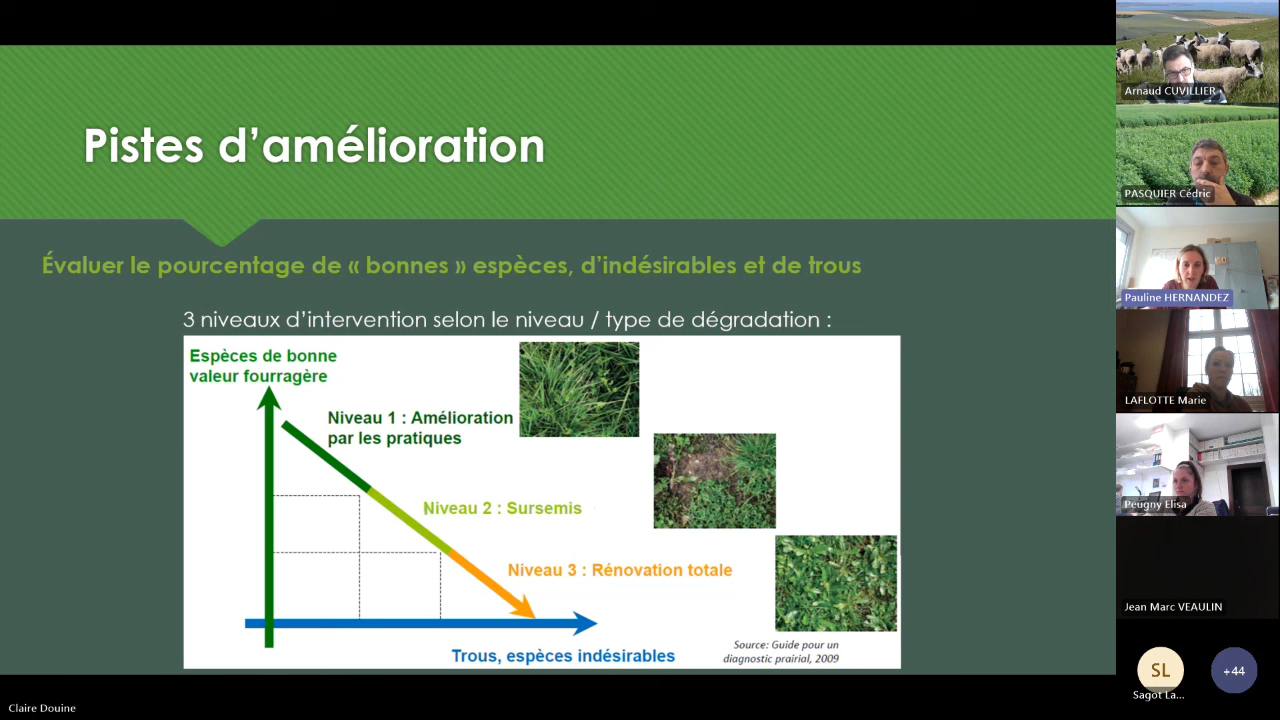 Pistes d’amélioration
Évaluer le pourcentage de « bonnes » espèces, d’indésirables et de trous
3 niveaux d’intervention selon le niveau / type de dégradation :
Espèces de bonne
valeur fourragère
Niveau 1 : Amélioration
par les pratiques
Niveau 2 : Sursemis
Niveau 3 : Rénovation totale
Trous, espèces indésirables
Source: Guide pour un
diagnostic prairial, 2009
Arnaud CUVILLIER
PASQUIER Cédric
Pauline HERNANDEZ
LAFLOTTE Marie
Peugny Elisa
Jean Marc VEAULIN
SL
+44
Sagot La...
Claire Douine